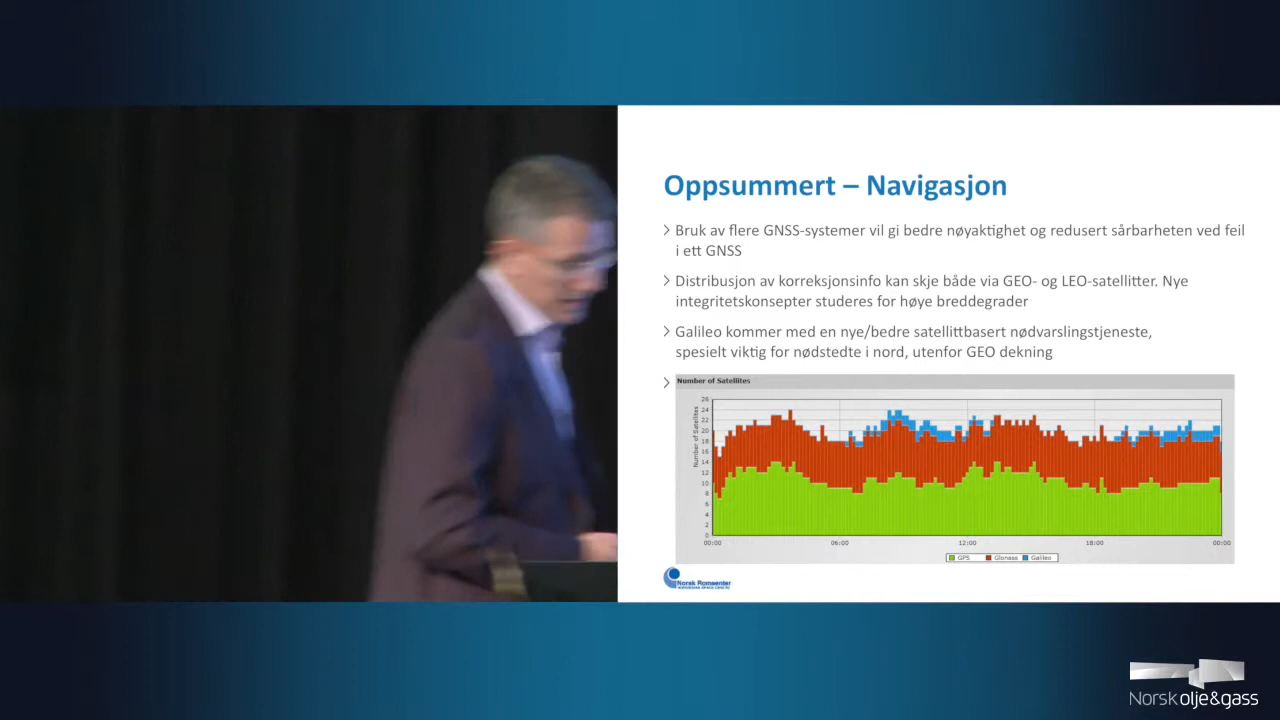 Oppsummert – Navigasjon
Bruk av flere GNSS-systemer vil gi bedre nøyaktighet og redusert sårbarheten ved feil
i ett GNSS
Distribusjon av korreksjonsinfo kan skje både via GEO- og LEO-satellitter. Nye
integritetskonsepter studeres for høye breddegrader
Galileo kommer med en nye/bedre satellittbasert nødvarslingstjeneste,
spesielt viktig for nødstedte i nord, utenfor GEO dekning
Number of Satellites
Number of Satellites
26
24
22
20
18
16
14
12
10
8
6
4
2
0
00:00 06:00 12:00 18:00 00:00
GPS Glonass Galileo
Norsk Romsenter
NORWEGIAN SPACE CENTRE
Norsk olje&gass